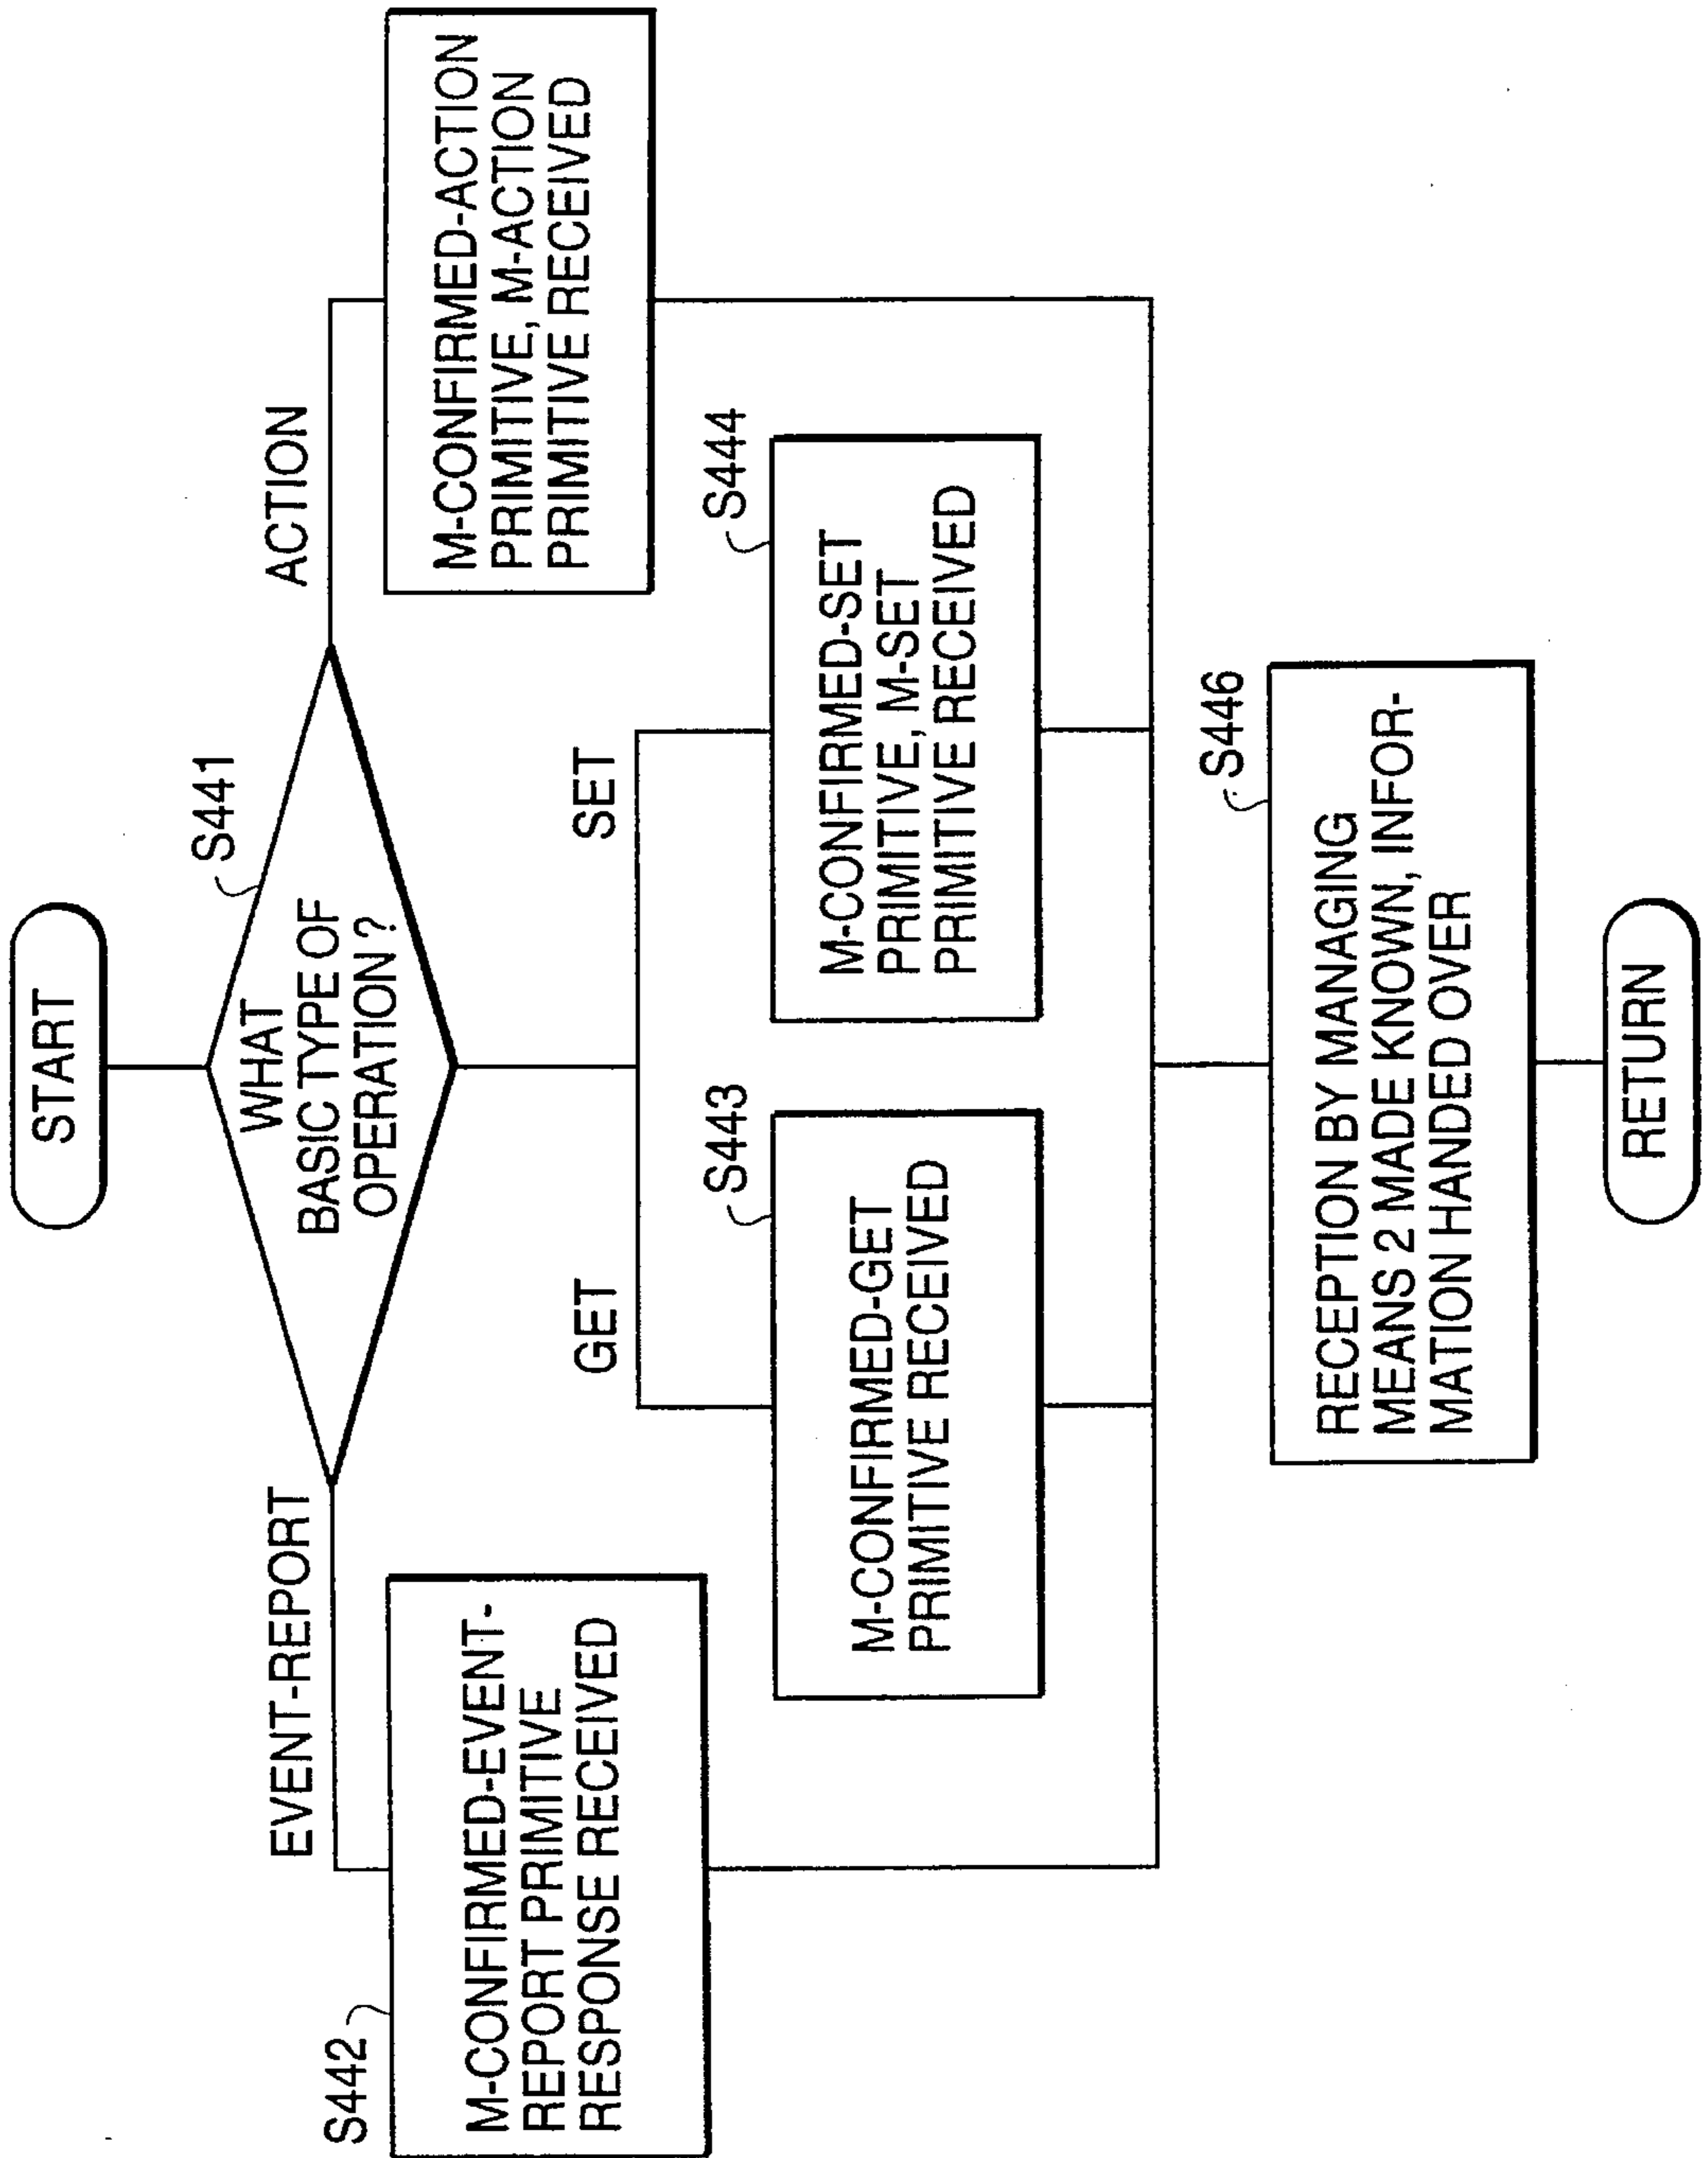 START
S441
WHAT
BASIC TYPE OF
OPERATION?
EVENT-REPORT
ACTION
S442
M-CONFIRMED-EVENT-
REPORT PRIMITIVE
RESPONSE RECEIVED
M-CONFIRMED-ACTION
PRIMITIVE, M-ACTION
PRIMITIVE RECEIVED
GET
SET
S443
M-CONFIRMED-GET
PRIMITIVE RECEIVED
S444
M-CONFIRMED-SET
PRIMITIVE, M-SET
PRIMITIVE RECEIVED
S446
RECEPTION BY MANAGING
MEANS 2 MADE KNOWN, INFOR-
MATION HANDED OVER
RETURN